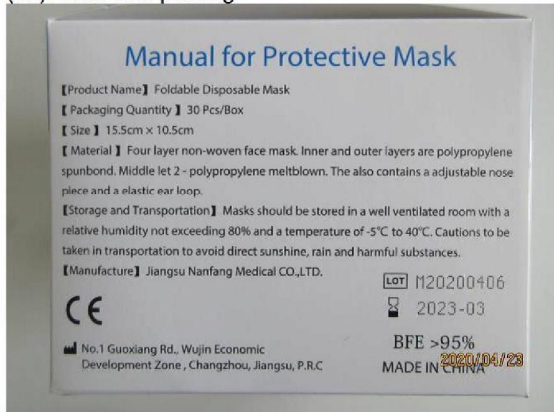 Manual for Protective Mask
【Product Name】 Foldable Disposable Mask
【 Packaging Quantity 】 30 Pcs/Box
【 Size 】 15.5cm × 10.5cm
【 Material 】 Four layer non-woven face mask. Inner and outer layers are polypropylene
spunbond. Middle let 2 - polypropylene meltblown. The also contains a adjustable nose
piece and a elastic ear loop.
【Storage and Transportation】 Masks should be stored in a well ventilated room with a
relative humidity not exceeding 80% and a temperature of -5℃ to 40℃. Cautions to be
taken in transportation to avoid direct sunshine, rain and harmful substances.
【Manufacture】 Jiangsu Nanfang Medical CO.,LTD.
LOT M20200406
2023-03
CE
BFE >95%
No.1 Guoxiang Rd., Wujin Economic
Development Zone , Changzhou, Jiangsu, P.R.C
MADE IN CHINA
2020/04/23